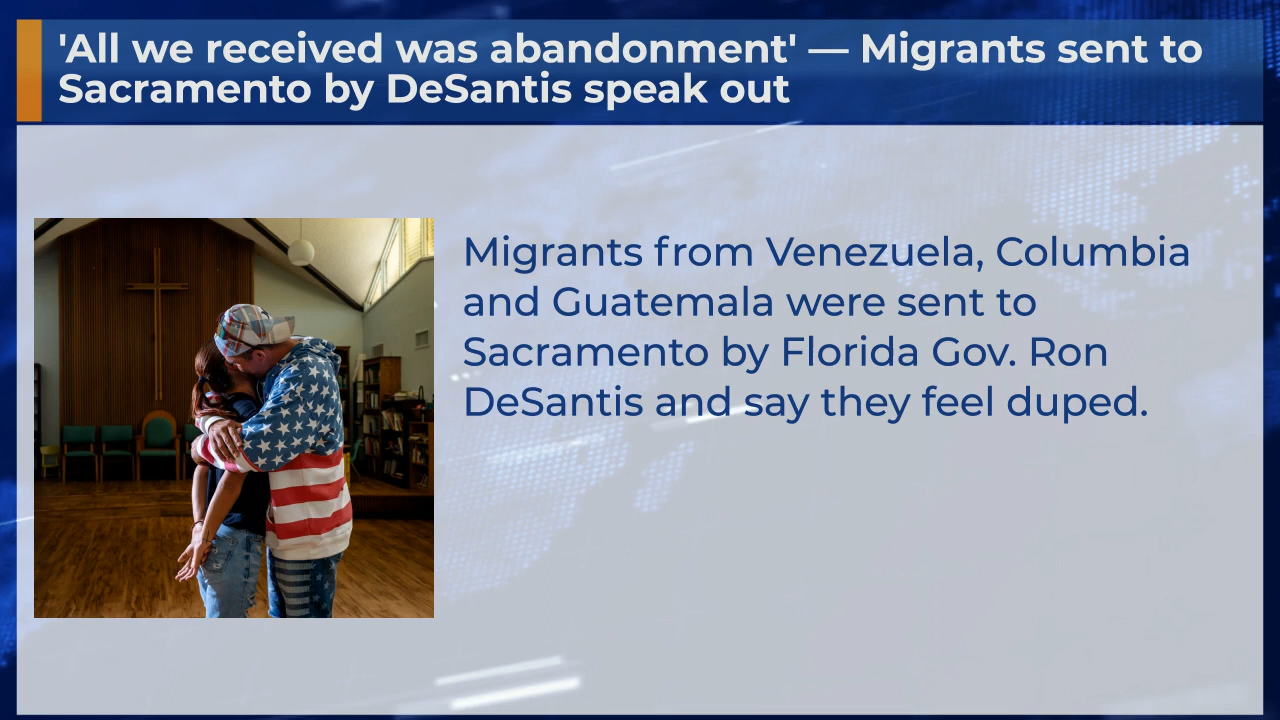 'All we received was abandonment' — Migrants sent to
Sacramento by DeSantis speak out
Migrants from Venezuela, Columbia
and Guatemala were sent to
Sacramento by Florida Gov. Ron
DeSantis and say they feel duped.